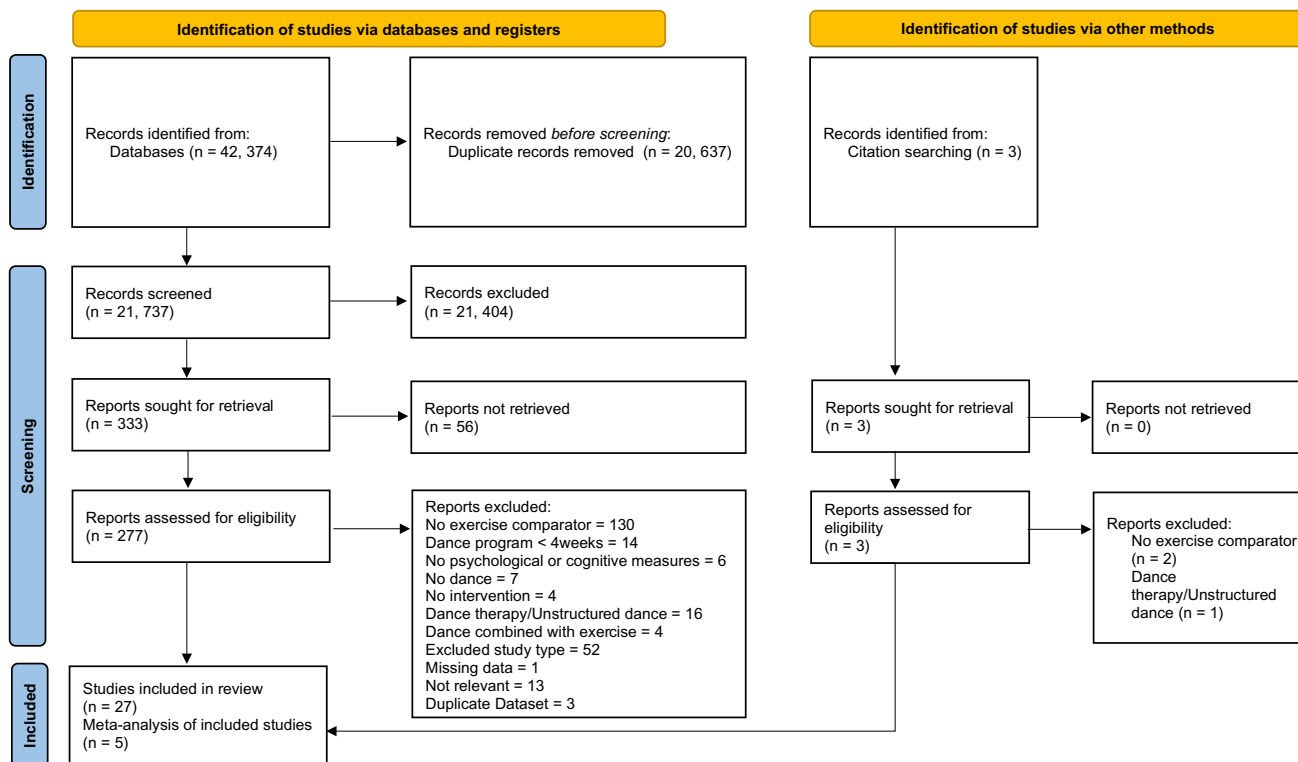 Identification of studies via databases and registers
Identification of studies via other methods
Identification
Records identified from:
Databases (n = 42, 374)
Records removed before screening:
Duplicate records removed (n = 20, 637)
Records identified from:
Citation searching (n = 3)
Screening
Records screened
(n = 21, 737)
Records excluded
(n = 21, 404)
Reports sought for retrieval
(n = 333)
Reports not retrieved
(n = 56)
Reports sought for retrieval
(n = 3)
Reports not retrieved
(n = 0)
Reports assessed for eligibility
(n = 277)
Reports excluded:
No exercise comparator = 130
Dance program < 4weeks = 14
No psychological or cognitive measures = 6
No dance = 7
No intervention = 4
Dance therapy/Unstructured dance = 16
Dance combined with exercise = 4
Excluded study type = 52
Missing data = 1
Not relevant = 13
Duplicate Dataset = 3
Reports assessed for
eligibility
(n = 3)
Reports excluded:
No exercise comparator
(n = 2)
Dance
therapy/Unstructured
dance (n = 1)
Included
Studies included in review
(n = 27)
Meta-analysis of included studies
(n = 5)